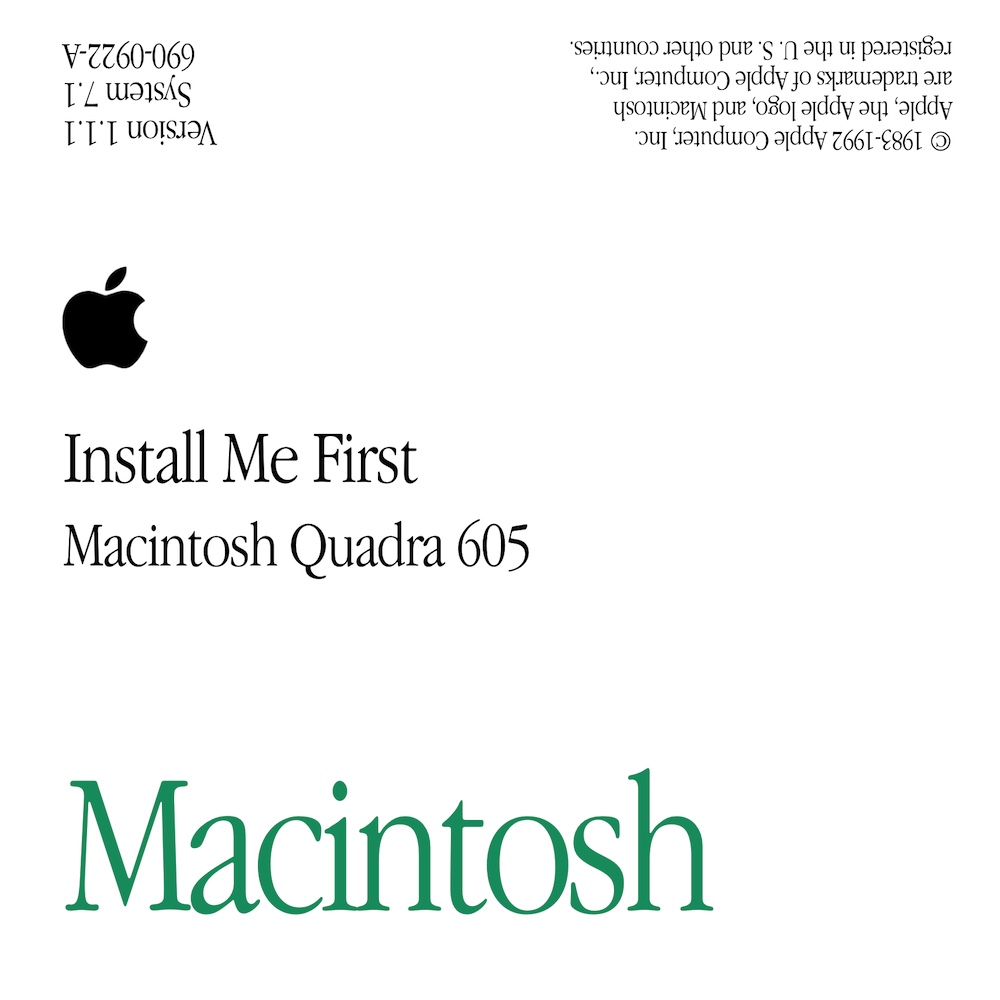 Version 1.1.1
System 7.1
690-0922-A
© 1983-1992 Apple Computer, Inc.
Apple, the Apple logo, and Macintosh
are trademarks of Apple Computer, Inc.,
registered in the U. S. and other countries.
Install Me First
Macintosh Quadra 605
Macintosh